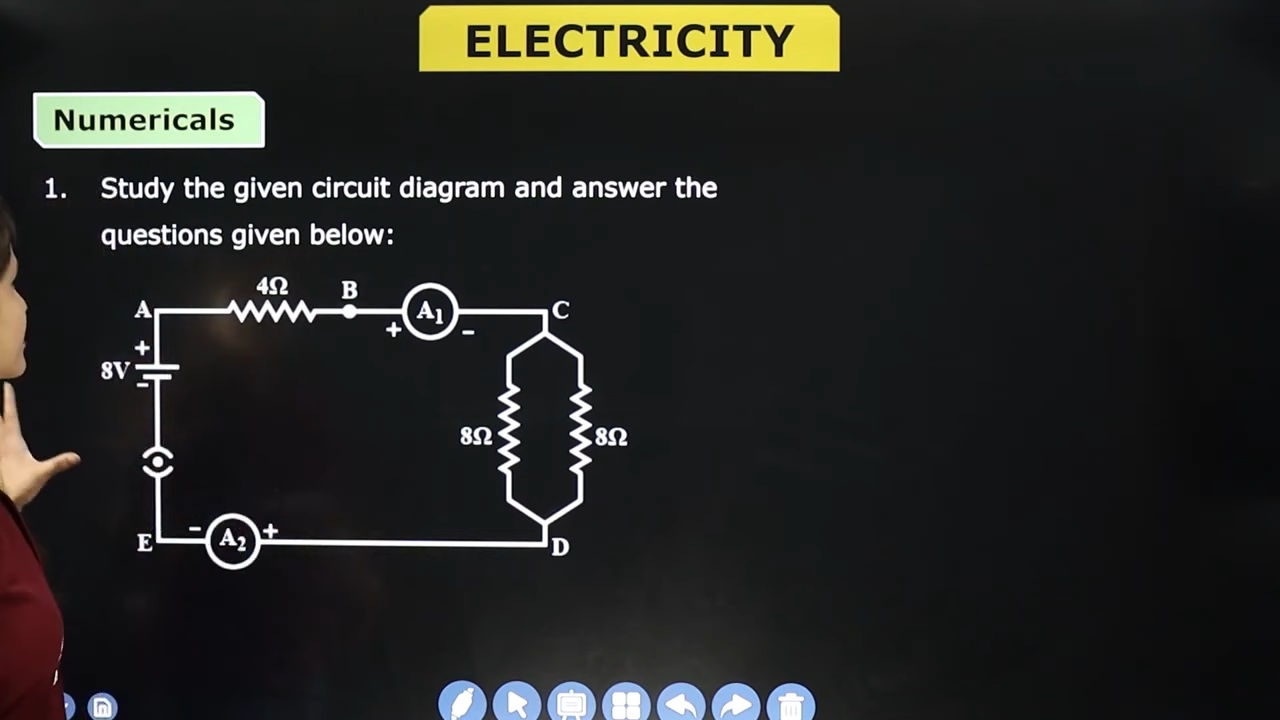 ELECTRICITY
Numericals
1. Study the given circuit diagram and answer the
questions given below:
4Ω
A
B
+
A₁
-
C
+
8V
-
8Ω
8Ω
E
-
A₂
+
D